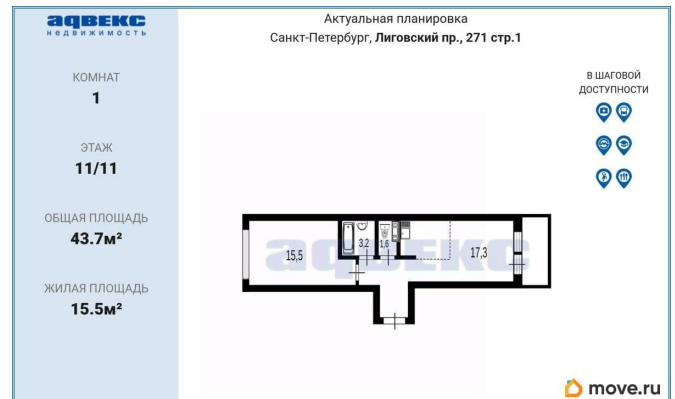 адвекс
НЕДВИЖИМОСТЬ
КОМНАТ
1
ЭТАЖ
11/11
ОБЩАЯ ПЛОЩАДЬ
43.7м²
ЖИЛАЯ ПЛОЩАДЬ
15.5м²
Актуальная планировка
Санкт-Петербург, Лиговский пр., 271 стр.1
В ШАГОВОЙ
ДОСТУПНОСТИ
адвекс
15,5
3,2
1,6
17,3
move.ru